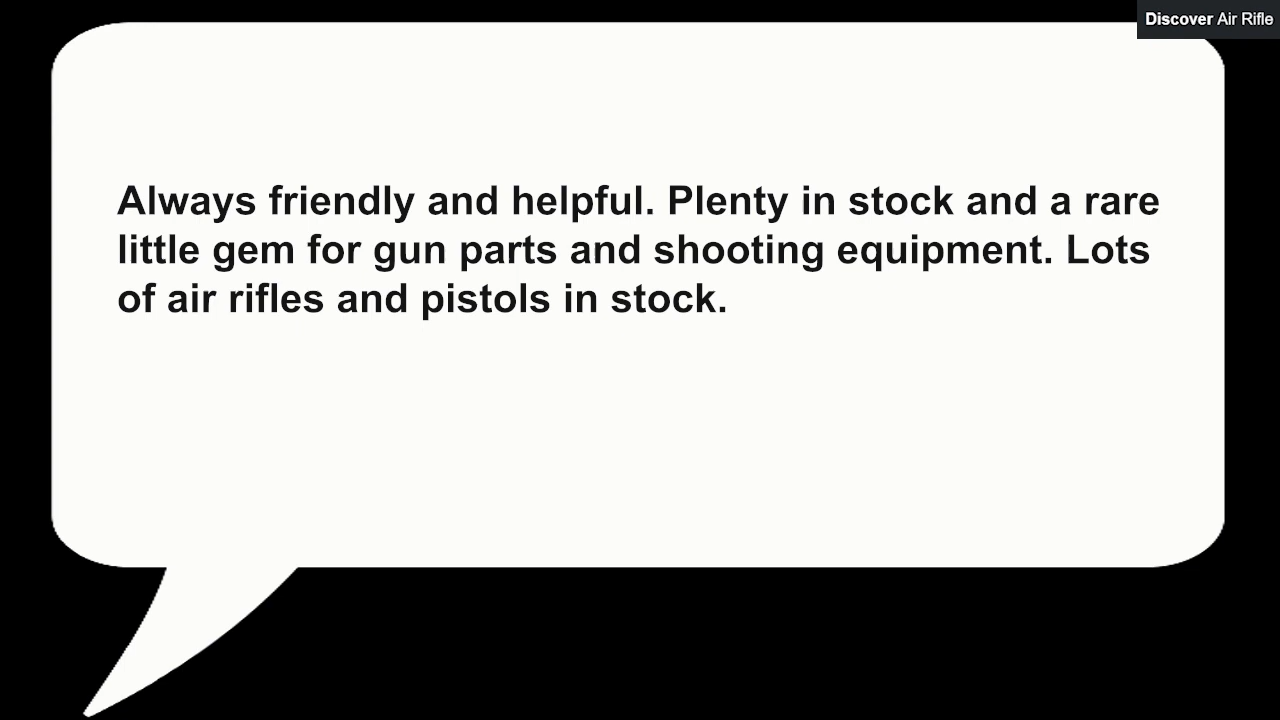 Discover Air Rifle
Always friendly and helpful. Plenty in stock and a rare
little gem for gun parts and shooting equipment. Lots
of air rifles and pistols in stock.